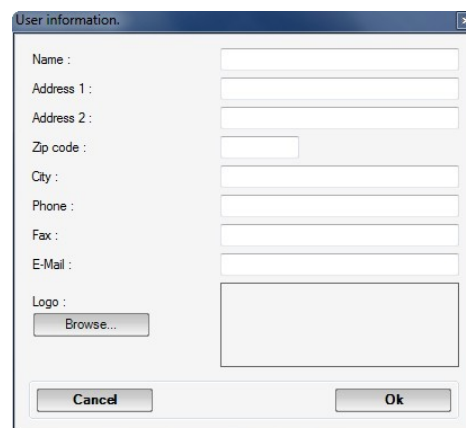 User information.
Name :
Address 1 :
Address 2 :
Zip code :
City :
Phone :
Fax :
E-Mail :
Logo :
Browse...
Cancel Ok